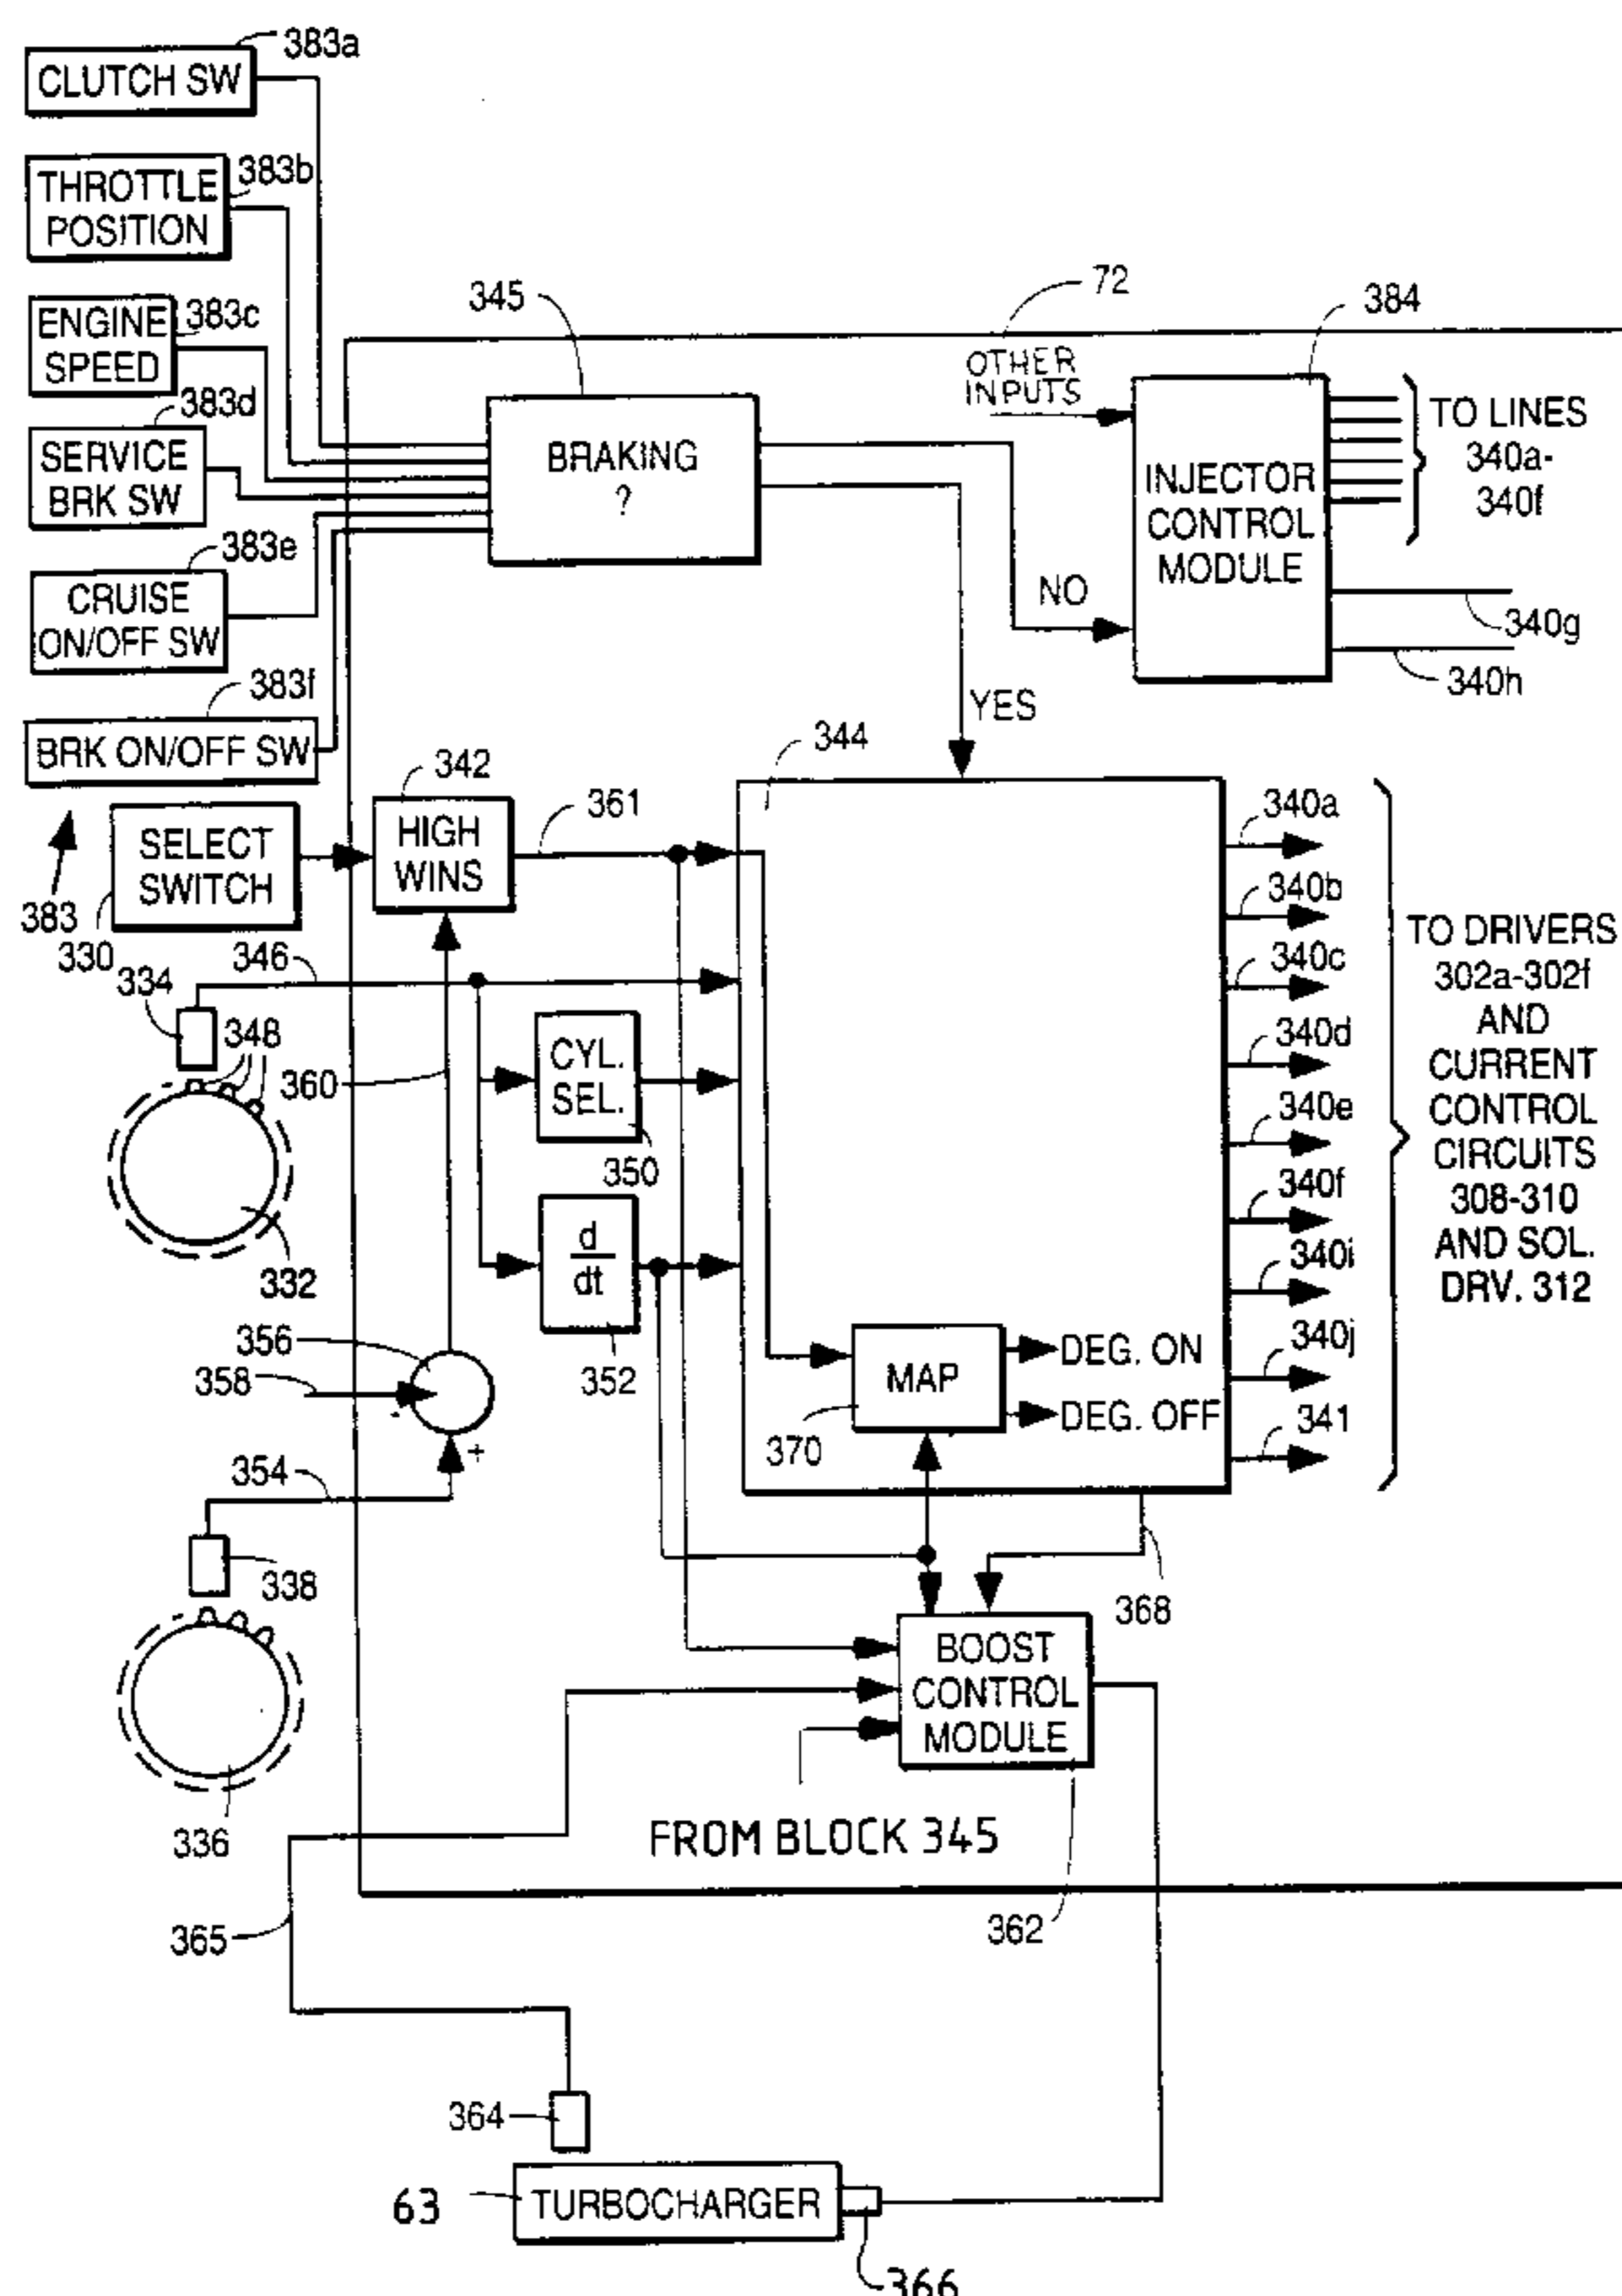 383a
CLUTCH SW
383b
THROTTLE
POSITION
383c
ENGINE
SPEED
383d
SERVICE
BRK SW
383e
CRUISE
ON/OFF SW
383f
BRK ON/OFF SW
383
SELECT
SWITCH
330
345
BRAKING
?
72
OTHER
INPUTS
384
INJECTOR
CONTROL
MODULE
TO LINES
340a-
340f
340g
340h
NO
YES
342
HIGH
WINS
361
344
346
334
348
332
360
CYL.
SEL.
350
d
dt
352
356
358
-
+
354
338
336
MAP
370
DEG. ON
DEG. OFF
340a
340b
340c
340d
340e
340f
340i
340j
341
TO DRIVERS
302a-302f
AND
CURRENT
CONTROL
CIRCUITS
308-310
AND SOL.
DRV. 312
368
BOOST
CONTROL
MODULE
FROM BLOCK 345
362
365
364
63
TURBOCHARGER
366